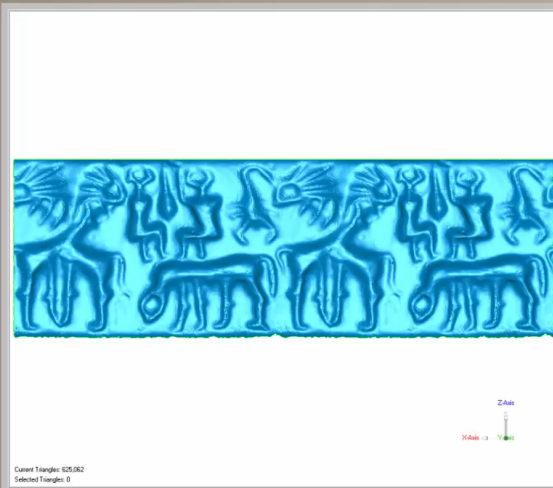 Z-Axis
X-Axis Y-Axis
Current Triangles: 625,062
Selected Triangles: 0